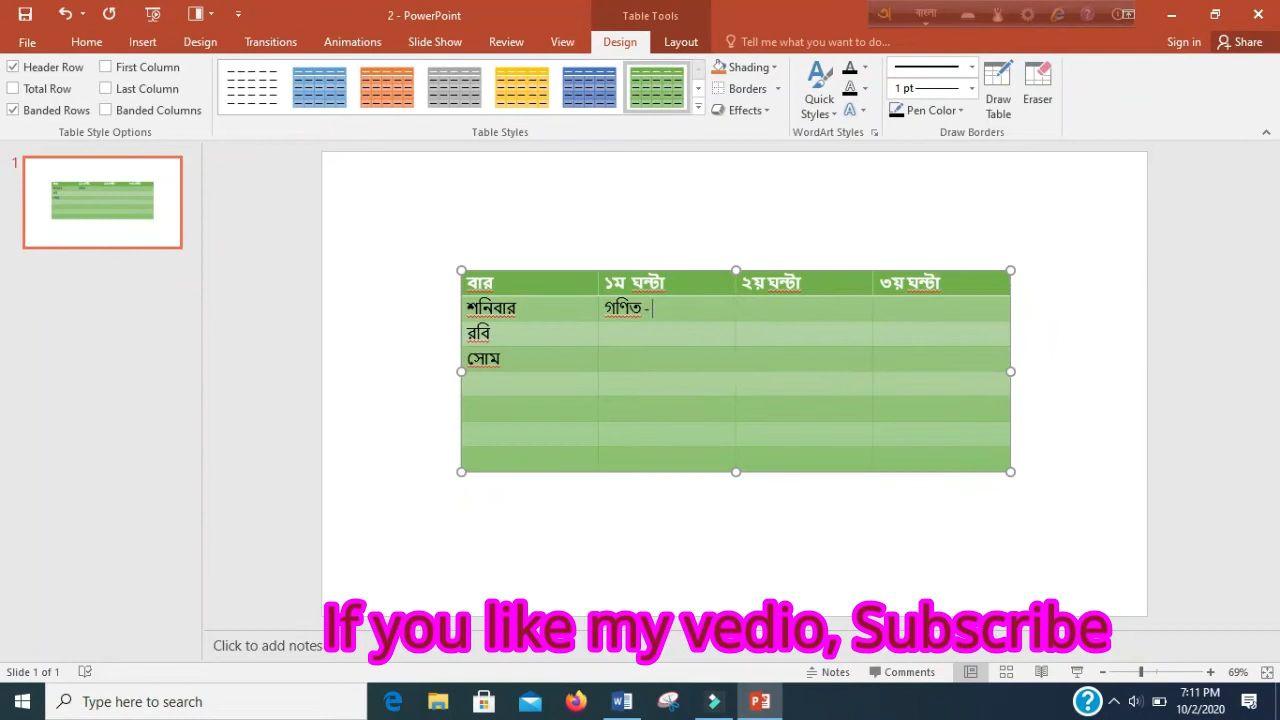 2 - PowerPoint
Table Tools
বাংলা
File Home Insert Design Transitions Animations Slide Show Review View Design Layout Tell me what you want to do... Sign in Share
Header Row First Column
Total Row Last Column
Banded Rows Banded Columns
Table Style Options
Table Styles
Shading
Borders
Effects
Quick Styles
WordArt Styles
1 pt
Pen Color
Draw Table
Eraser
Draw Borders
1
বার ১ম ঘন্টা ২য় ঘন্টা ৩য় ঘন্টা
শনিবার গণিত -
রবি
সোম
If you like my vedio, Subscribe
Click to add notes
Slide 1 of 1 Notes Comments 69%
Type here to search
7:11 PM
10/2/2020